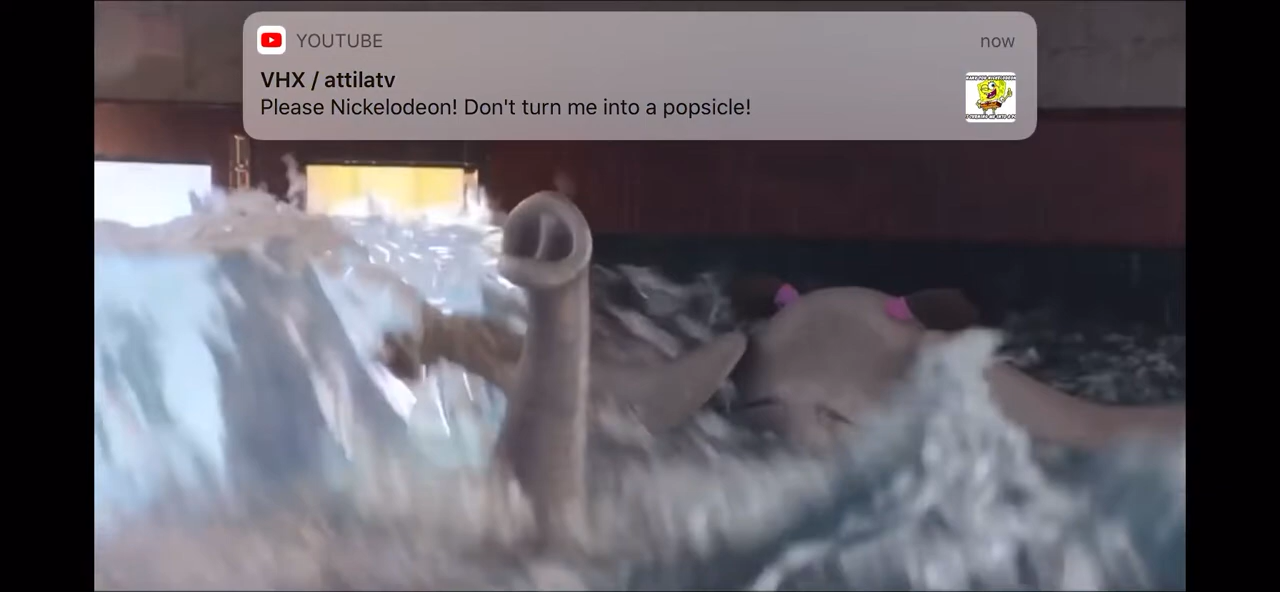 YOUTUBE
now
VHX / attilatv
Please Nickelodeon! Don't turn me into a popsicle!